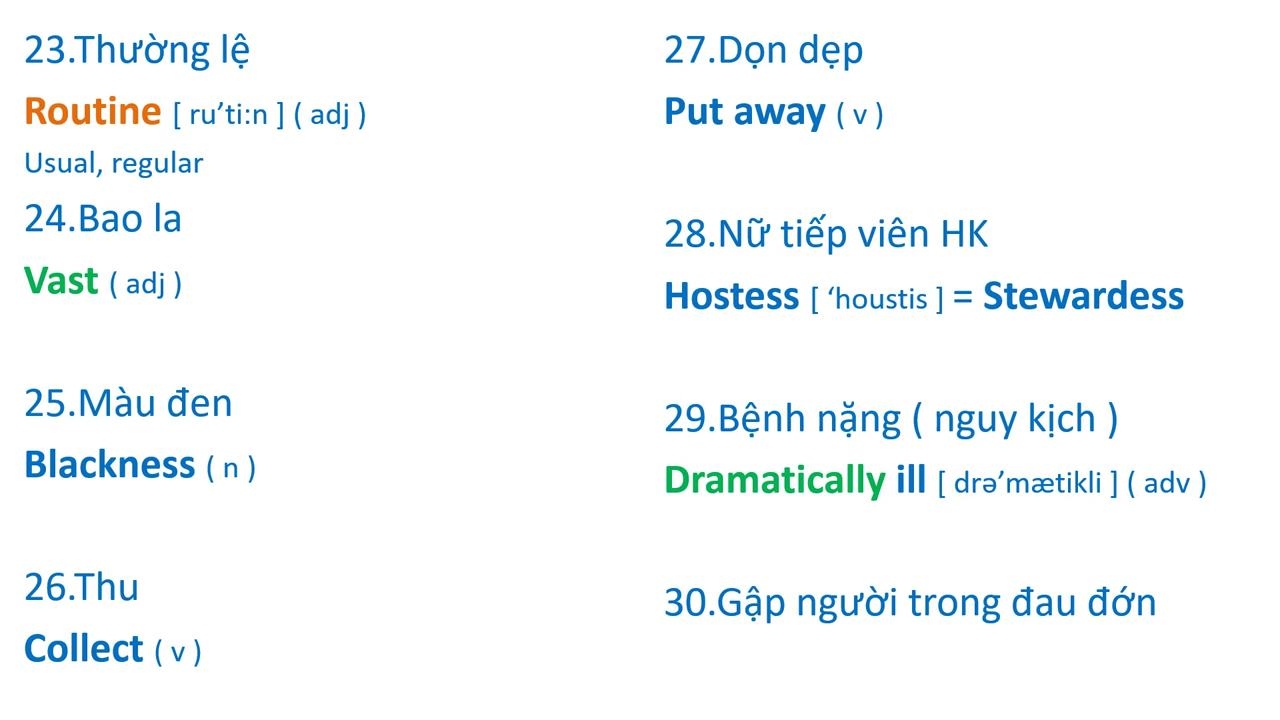 23.Thường lệ
Routine [ ru’ti:n ] ( adj )
Usual, regular
24.Bao la
Vast ( adj )
25.Màu đen
Blackness ( n )
26.Thu
Collect ( v )
27.Dọn dẹp
Put away ( v )
28.Nữ tiếp viên HK
Hostess [ ‘houstis ] = Stewardess
29.Bệnh nặng ( nguy kịch )
Dramatically ill [ drə’mætikli ] ( adv )
30.Gập người trong đau đớn